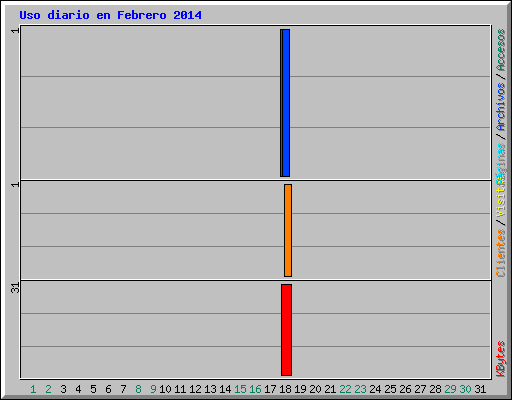 Uso diario en Febrero 2014
1
1
31
Clientes / Visitas
Páginas / Archivos / Accesos
KBytes
1 2 3 4 5 6 7 8 9 10 11 12 13 14 15 16 17 18 19 20 21 22 23 24 25 26 27 28 29 30 31